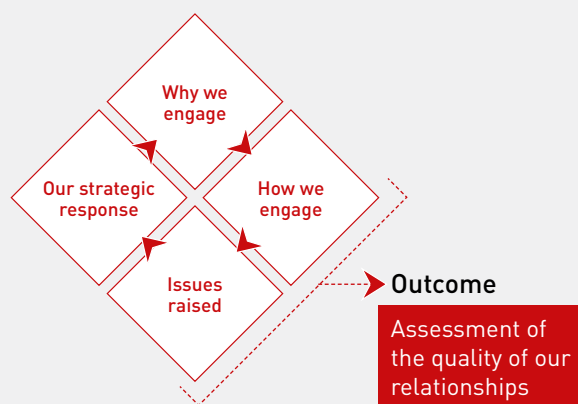 Why we
engage
Our strategic
response
How we
engage
Issues
raised
Outcome
Assessment of
the quality of our
relationships